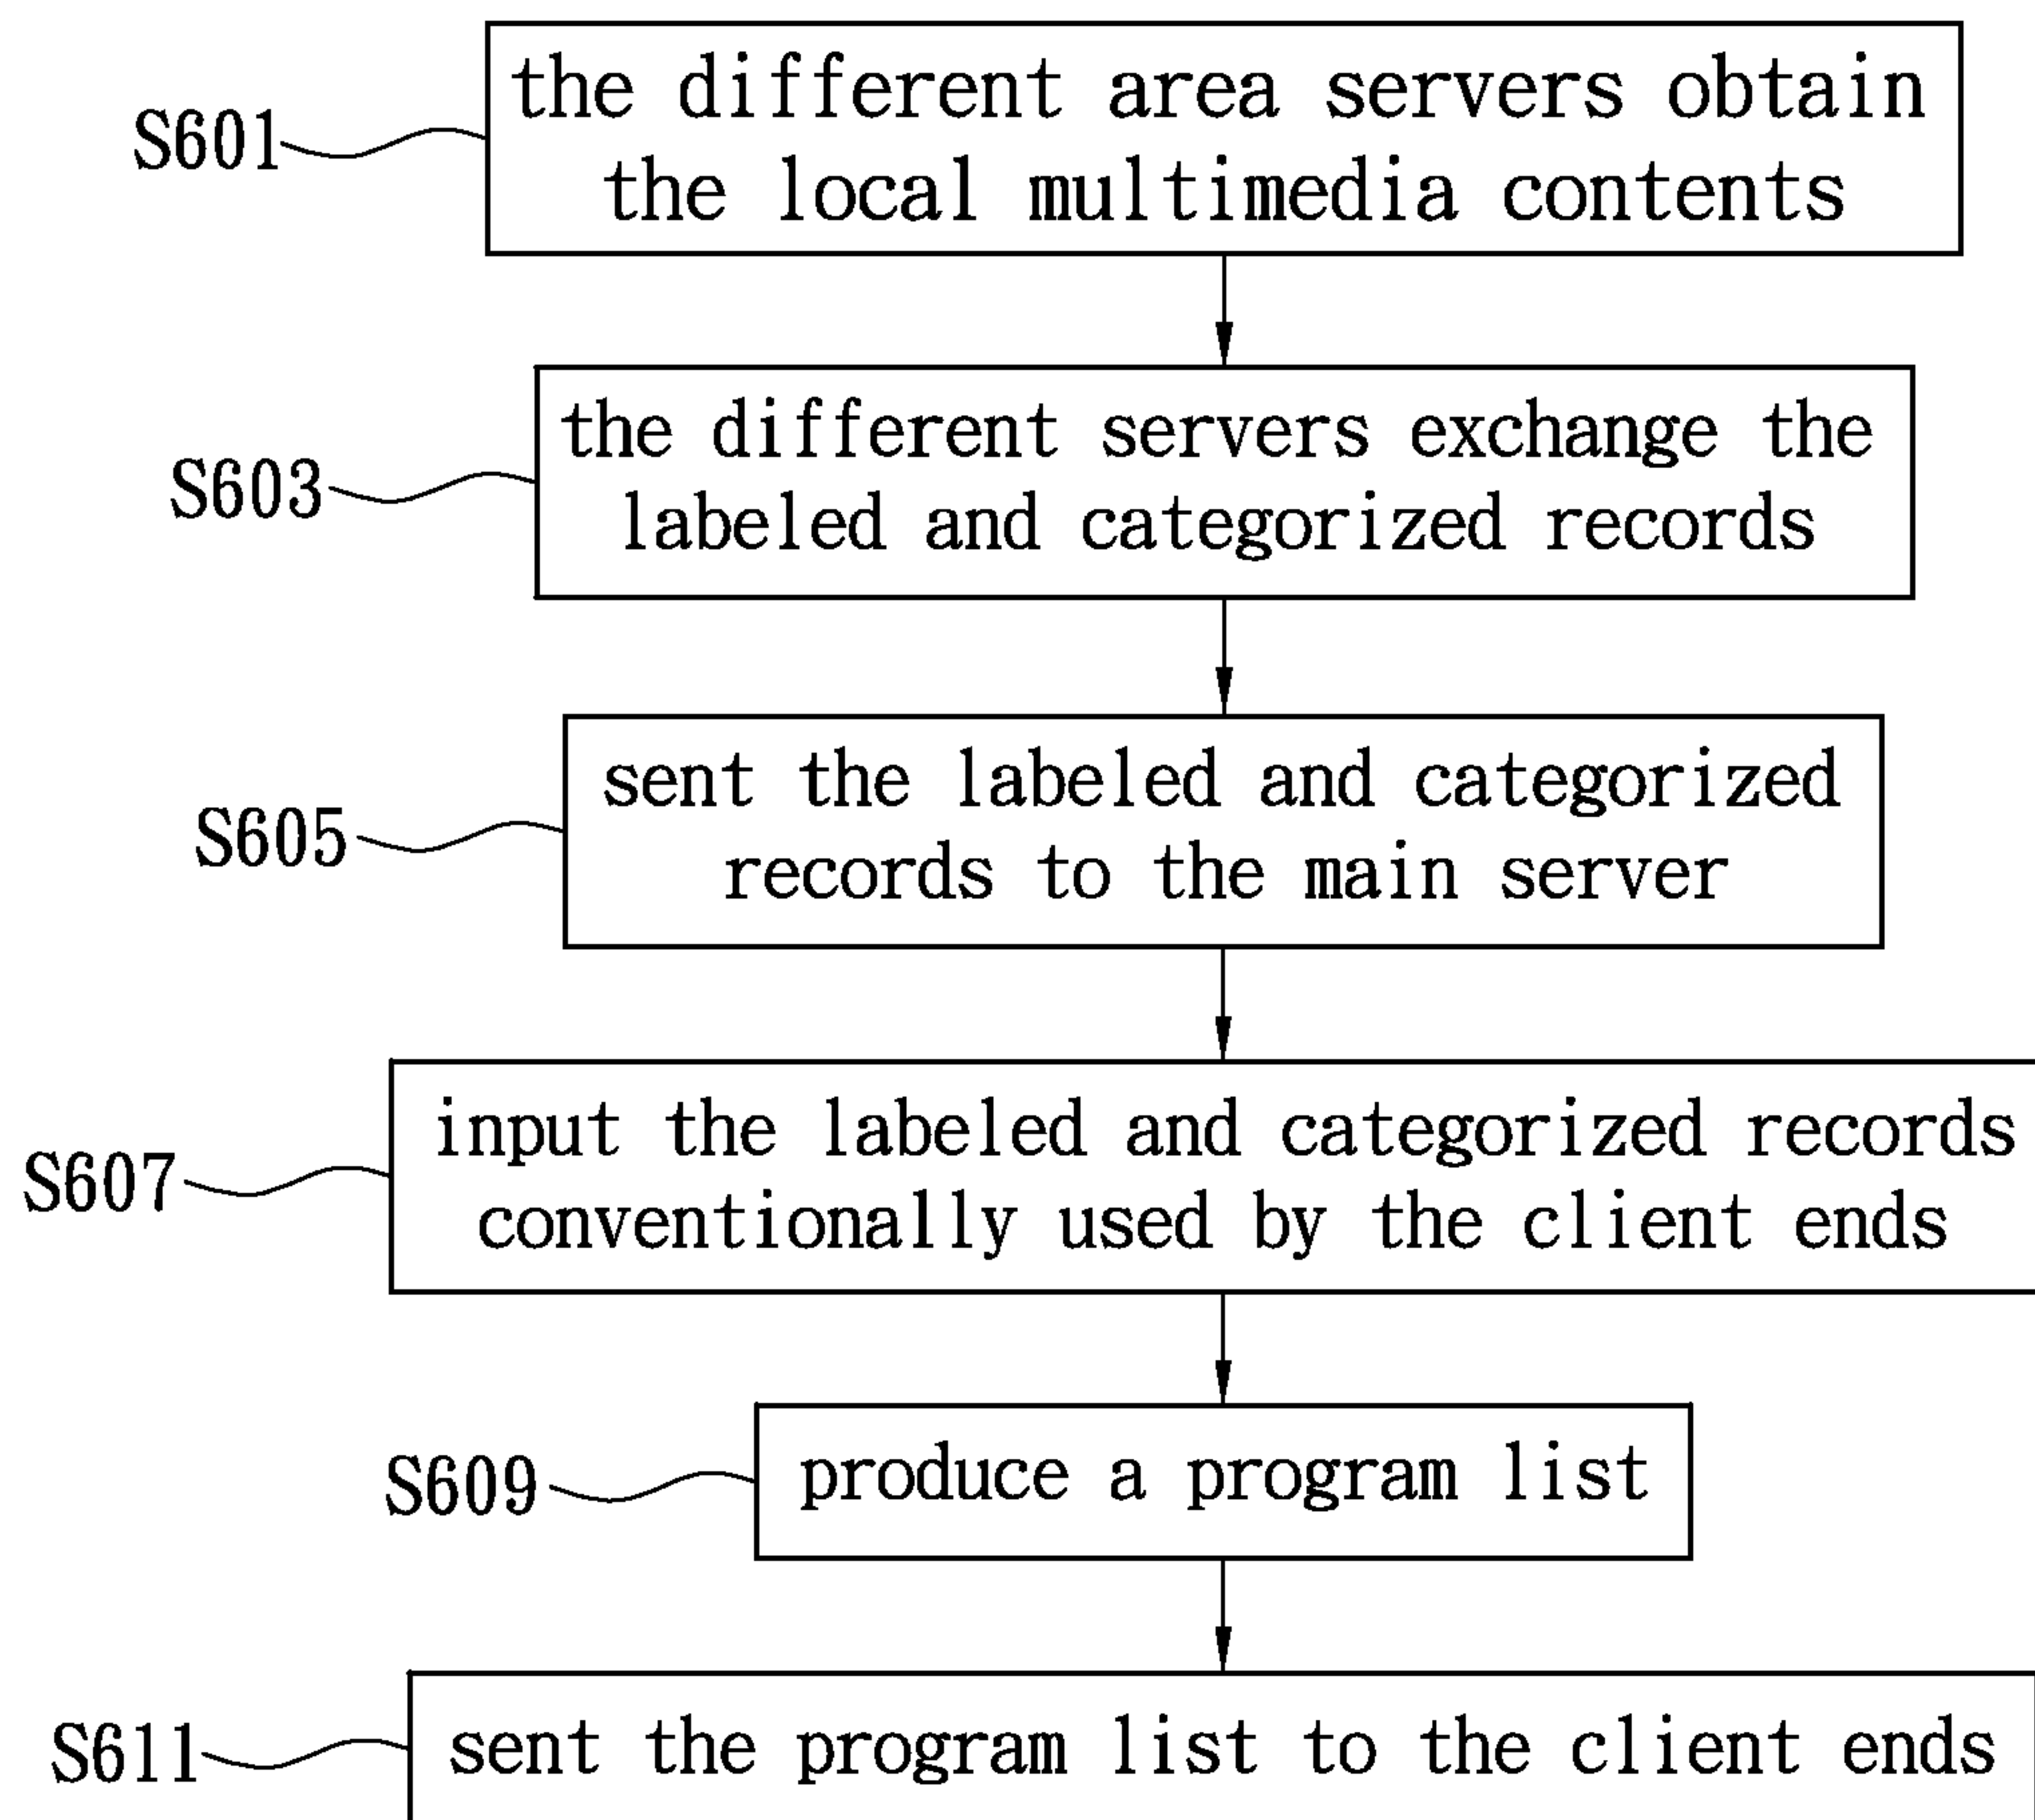 the different area servers obtain
S601
the local multimedia contents
the different servers exchange the
S603
labeled and categorized records
sent the labeled and categorized
S605
records to the main server
input the labeled and categorized records
S607
conventionally used by the client ends
S609
produce a program list
S611
sent the program list to the client ends